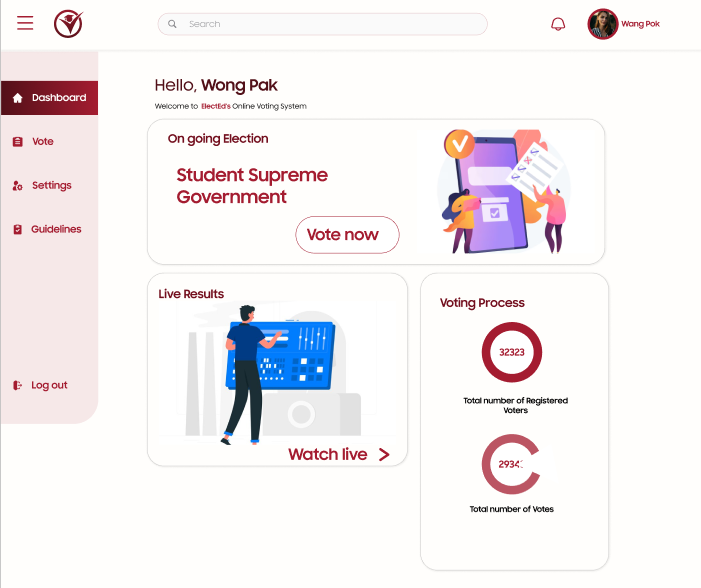 Search
Wang Pok
Dashboard
Vote
Settings
Guidelines
Log out
Hello, Wong Pak
Welcome to ElectEd's Online Voting System
On going Election
Student Supreme
Government
Vote now
Live Results
Watch live >
Voting Process
32323
Total number of Registered
Voters
Total number of Votes